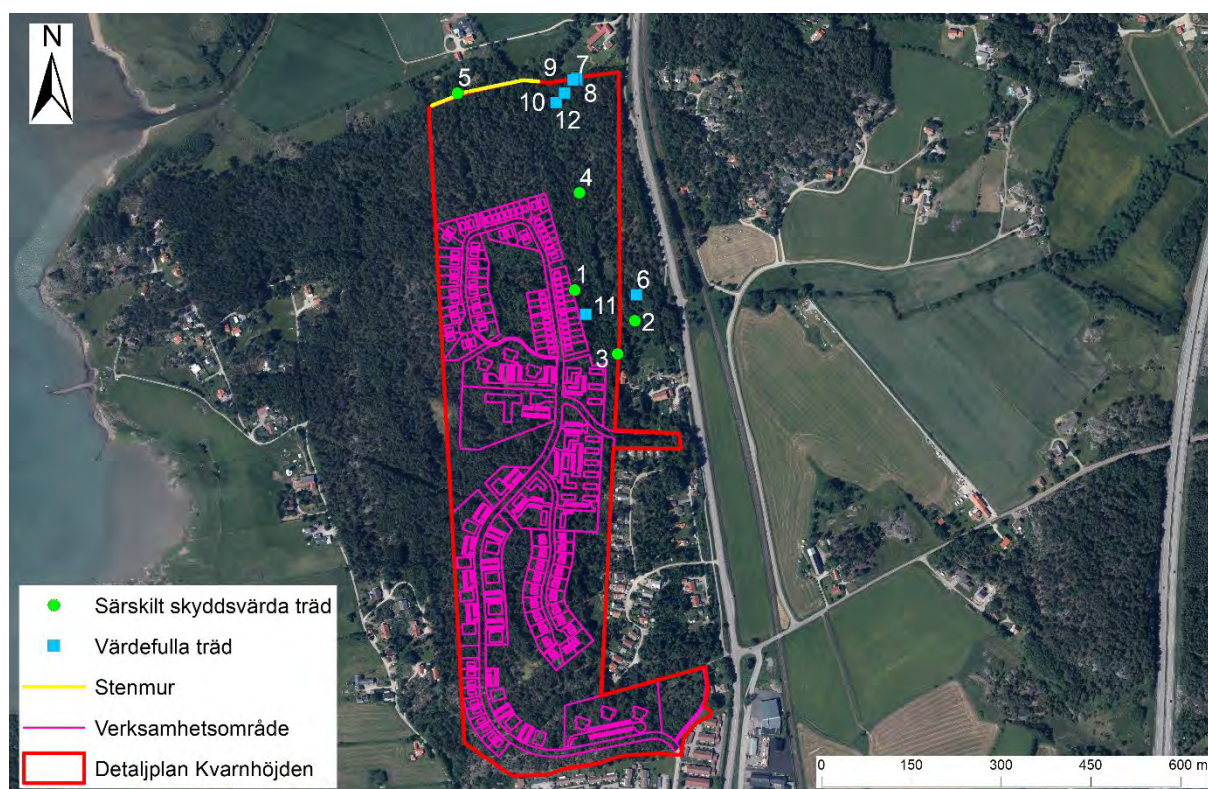 N
5
9
7
8
10
12
4
1
6
11
2
3
Särskilt skyddsvärda träd
Värdefulla träd
Stenmur
Verksamhetsområde
Detaljplan Kvarnhöjden
0 150 300 450 600 m